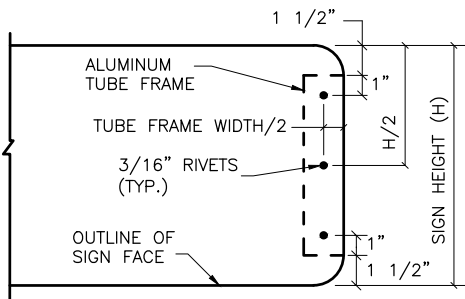 1 1/2"
ALUMINUM
TUBE FRAME
1"
TUBE FRAME WIDTH/2
H/2
SIGN HEIGHT (H)
3/16" RIVETS
(TYP.)
OUTLINE OF
SIGN FACE
1"
1 1/2"